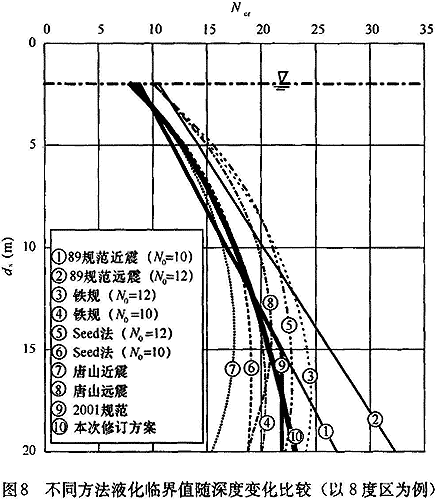 N_cr
0 5 10 15 20 25 30 35
0
5
10
15
20
d_s (m)
①89规范近震（N₀=10）
②89规范远震（N₀=12）
③ 铁规（N₀=12）
④ 铁规（N₀=10）
⑤ Seed法（N₀=12）
⑥ Seed法（N₀=10）
⑦ 唐山近震
⑧ 唐山远震
⑨ 2001规范
⑩ 本次修订方案
⑧
⑤
⑦ ⑥ ⑨ ③
④ ⑩ ① ②
图8 不同方法液化临界值随深度变化比较（以8度区为例）